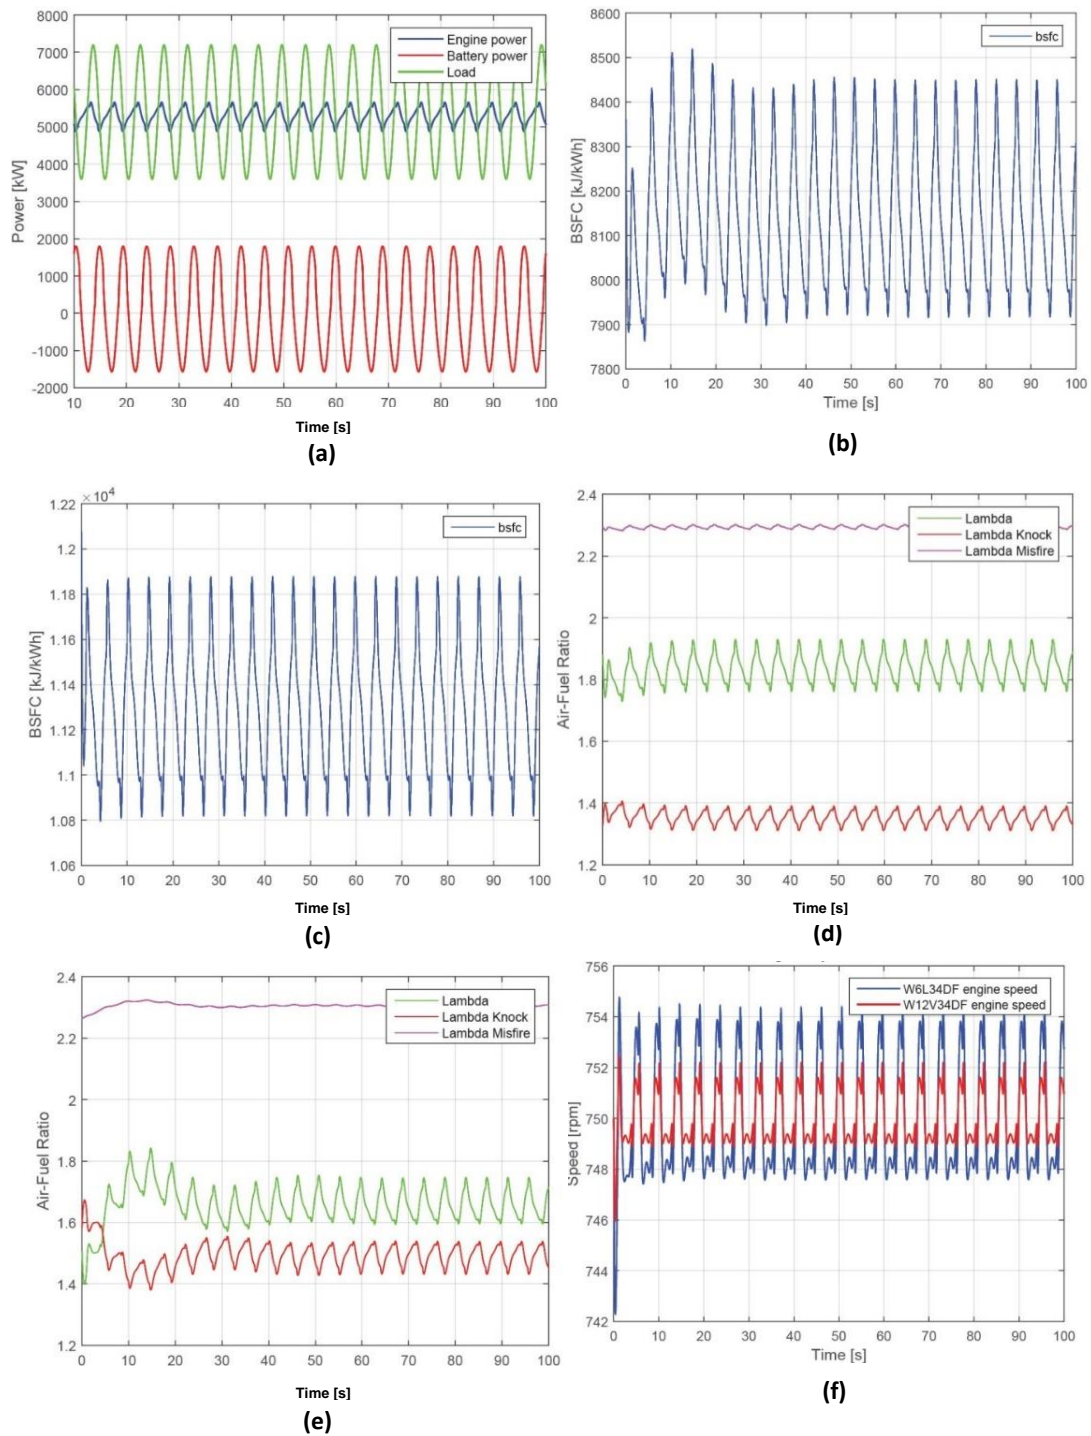 8000
7000
6000
5000
4000
3000
2000
1000
0
-1000
-2000
Power [kW]
Engine power
Battery power
Load
10 20 30 40 50 60 70 80 90 100
Time [s]
(a)
8600
8500
8400
8300
8200
8100
8000
7900
7800
BSFC [kJ/kWh]
bsfc
0 10 20 30 40 50 60 70 80 90 100
Time [s]
(b)
×10⁴
1.22
1.2
1.18
1.16
1.14
1.12
1.1
1.08
1.06
BSFC [kJ/kWh]
bsfc
0 10 20 30 40 50 60 70 80 90 100
Time [s]
(c)
2.4
2.2
2
1.8
1.6
1.4
1.2
Air-Fuel Ratio
Lambda
Lambda Knock
Lambda Misfire
0 10 20 30 40 50 60 70 80 90 100
Time [s]
(d)
2.4
2.2
2
1.8
1.6
1.4
1.2
Air-Fuel Ratio
Lambda
Lambda Knock
Lambda Misfire
0 10 20 30 40 50 60 70 80 90 100
Time [s]
(e)
756
754
752
750
748
746
744
742
Speed [rpm]
W6L34DF engine speed
W12V34DF engine speed
0 10 20 30 40 50 60 70 80 90 100
Time [s]
(f)